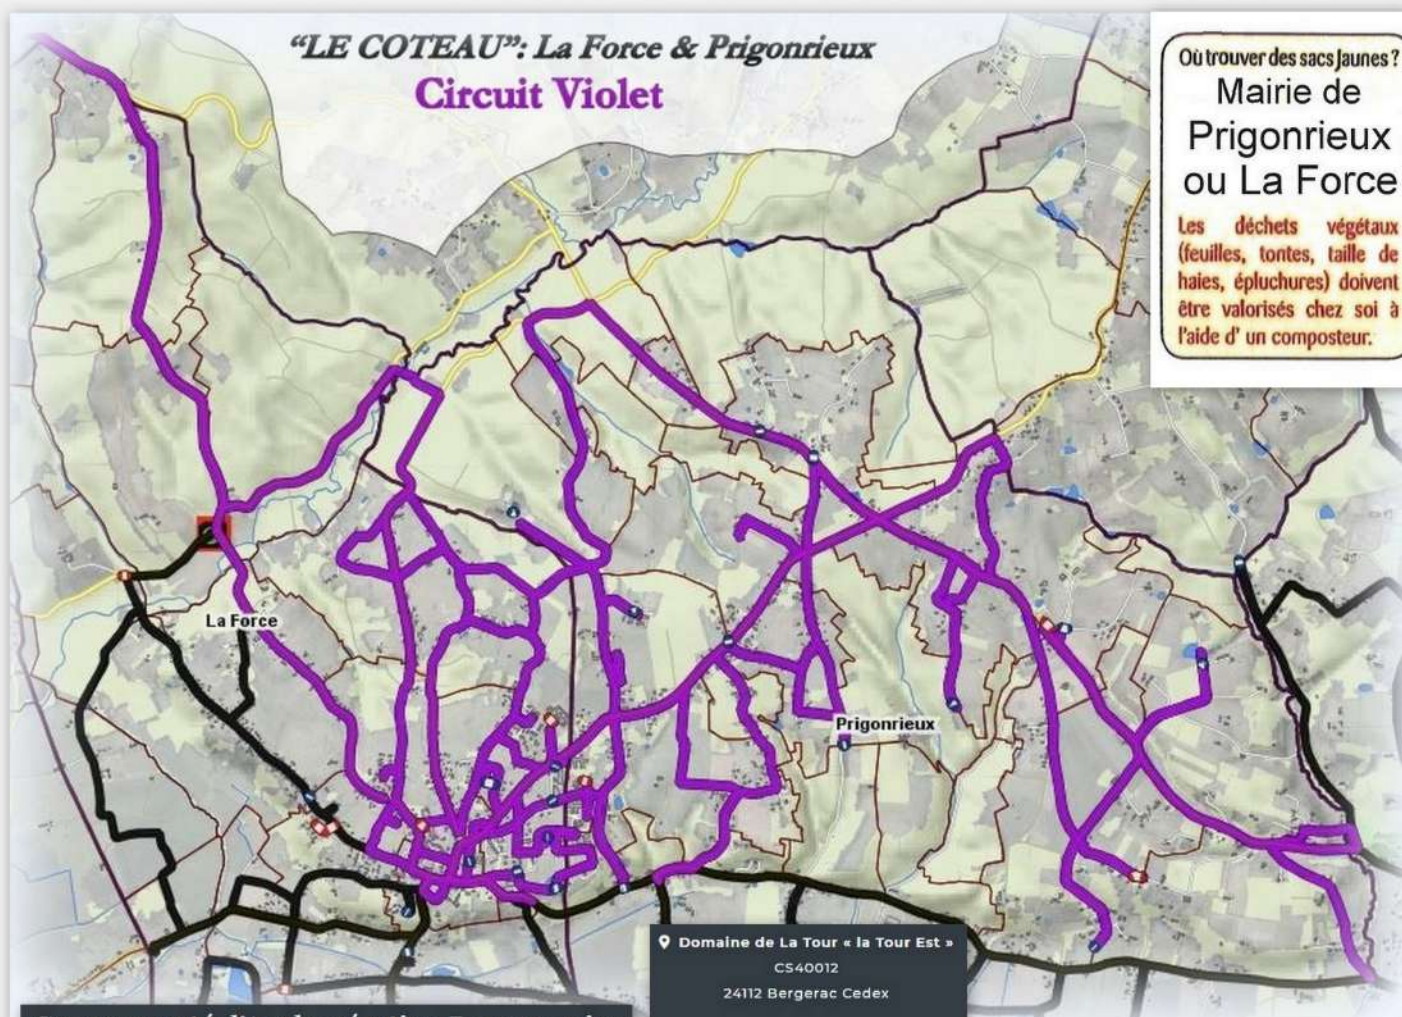 “LE COTEAU”: La Force & Prigonrieux
Circuit Violet
Où trouver des sacs Jaunes ?
Mairie de
Prigonrieux
ou La Force
Les déchets végétaux
(feuilles, tontes, taille de
haies, épluchures) doivent
être valorisés chez soi à
l'aide d' un composteur.
La Force
Prigonrieux
Domaine de La Tour « la Tour Est »
CS40012
24112 Bergerac Cedex